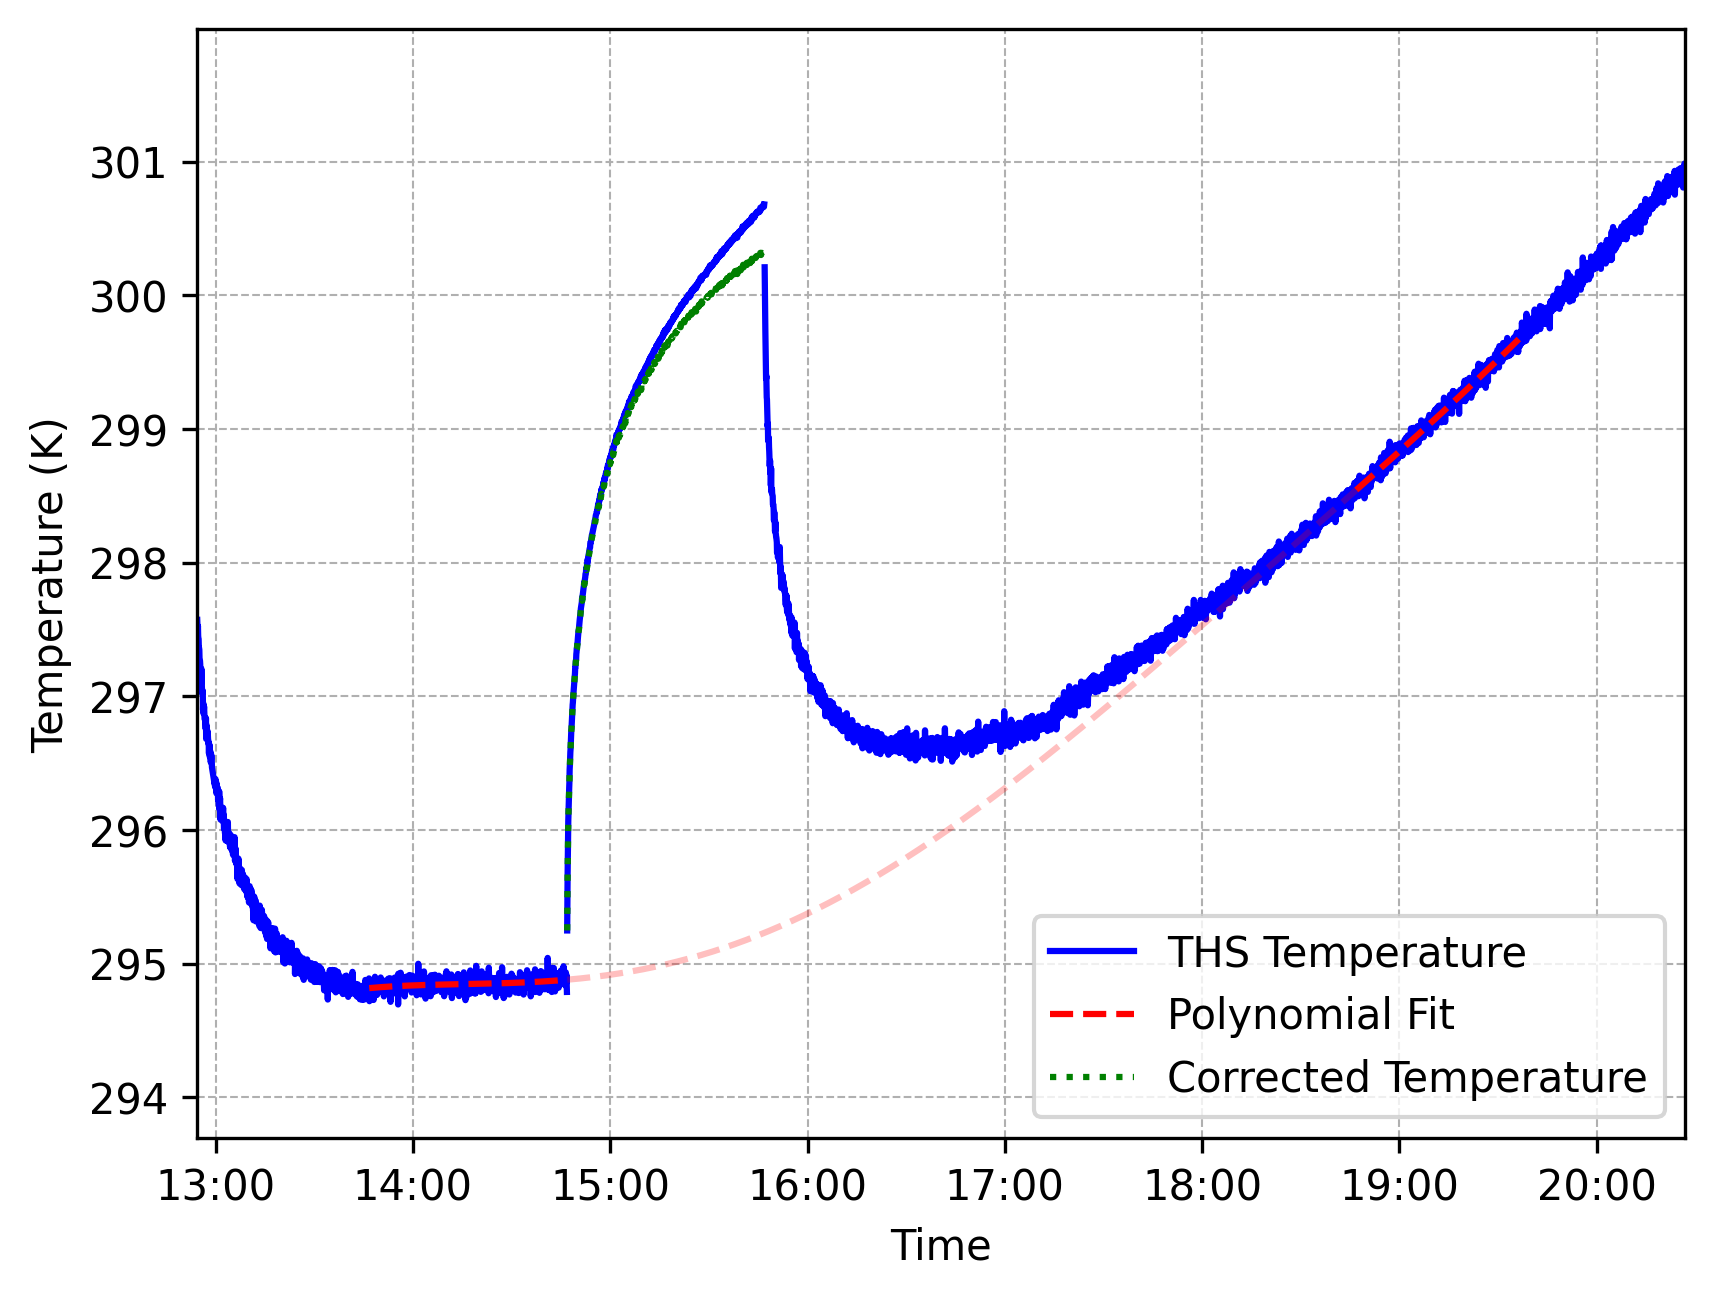 301
300
299
298
297
296
295
294
Temperature (K)
THS Temperature
Polynomial Fit
Corrected Temperature
13:00 14:00 15:00 16:00 17:00 18:00 19:00 20:00
Time